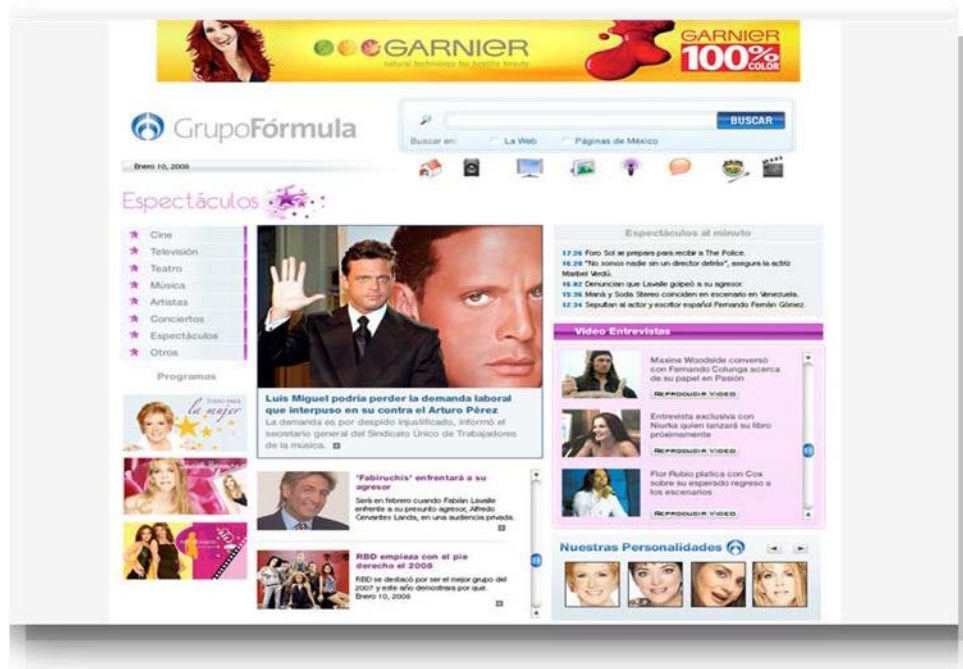 GARNIER
natural technology for healthy beauty
GARNIER
100%
COLOR
GrupoFórmula
BUSCAR
Buscar en:
La Web
Páginas de México
Enero 10, 2008
Espectáculos
Cine
Televisión
Teatro
Música
Artistas
Conciertos
Espectáculos
Otros
Programas
TODO PARA
la mujer
Luis Miguel podría perder la demanda laboral
que interpuso en su contra el Arturo Pérez
La demanda es por despido injustificado, informó el
secretario general del Sindicato Único de Trabajadores
de la música.
'Fabiruchis' enfrentará a su
agresor
Será en febrero cuando Fabián Lavalle
enfrente a su presunto agresor, Alfredo
Cervantes Landa, en una audiencia privada.
RBD empieza con el pie
derecho el 2008
RBD se destacó por ser el mejor grupo del
2007 y este año demostrara por que.
Enero 10, 2008
Espectáculos al minuto
17:26 Foro Sol se prepara para recibir a The Police.
16:28 "No somos nadie sin un director detrás", asegura la actriz
Maribel Verdú.
16:02 Denuncian que Lavalle golpeó a su agresor.
15:36 Maná y Soda Stereo coinciden en escenario en Venezuela.
12:34 Sepultan al actor y escritor español Fernando Fernán Gómez.
Video Entrevistas
Maxine Woodside conversó
con Fernando Colunga acerca
de su papel en Pasión
REPRODUCIR VIDEO
Entrevista exclusiva con
Niurka quien lanzará su libro
próximamente
REPRODUCIR VIDEO
Flor Rubio platica con Cox
sobre su esperado regreso a
los escenarios
REPRODUCIR VIDEO
Nuestras Personalidades